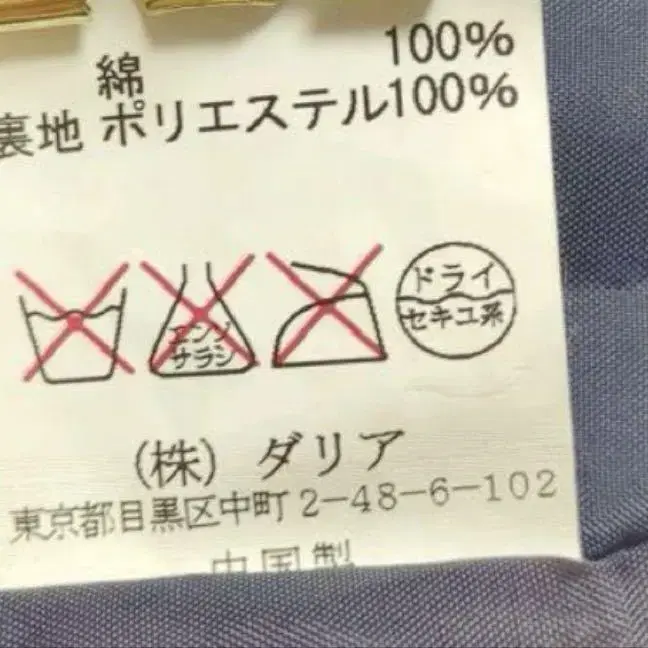 綿 100%
裏地 ポリエステル100%
エンソ
サラシ
ドライ
セキユ系
(株) ダリア
東京都目黒区中町2-48-6-102
中国製